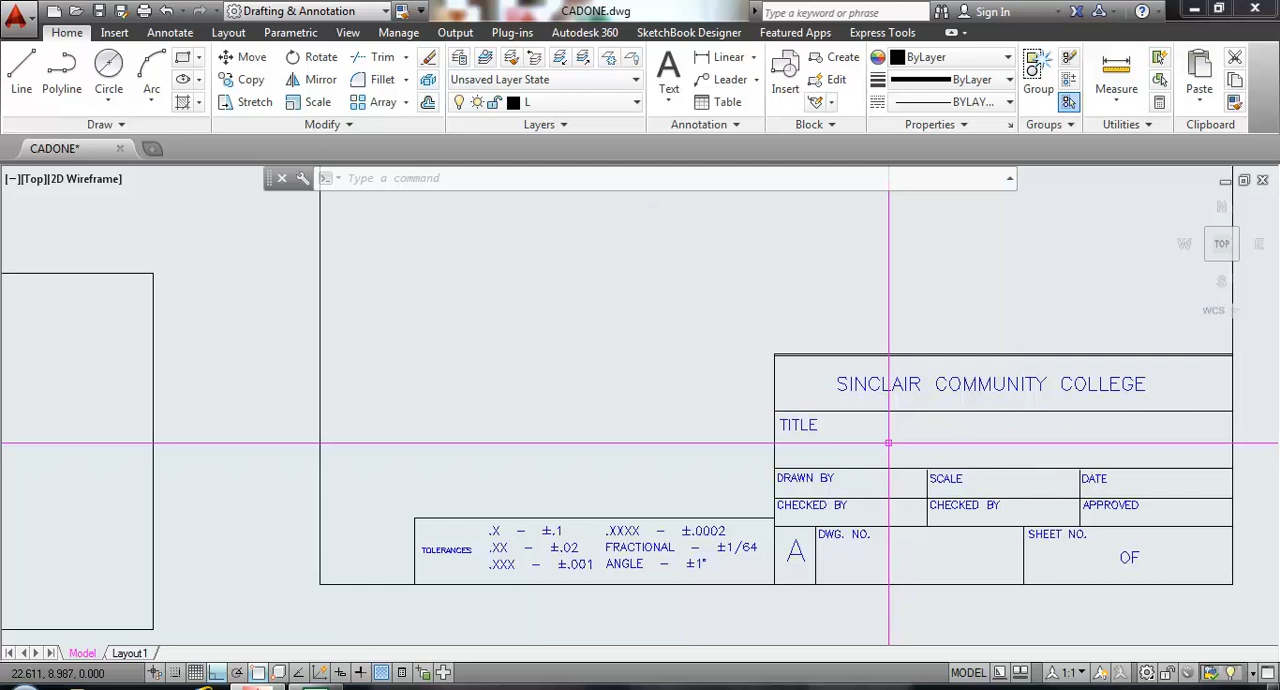 Drafting & Annotation CADONE.dwg Type a keyword or phrase Sign In
Home Insert Annotate Layout Parametric View Manage Output Plug-ins Autodesk 360 SketchBook Designer Featured Apps Express Tools
Line Polyline Circle Arc
Move Rotate Trim
Copy Mirror Fillet
Stretch Scale Array
Unsaved Layer State
L
Text
Linear
Leader
Table
Insert
Create
Edit
ByLayer
ByLayer
BYLAY...
Group
Measure
Paste
Draw Modify Layers Annotation Block Properties Groups Utilities Clipboard
CADONE*
[−][Top][2D Wireframe]
Type a command
N
W TOP E
S
WCS
SINCLAIR COMMUNITY COLLEGE
TITLE
DRAWN BY SCALE DATE
CHECKED BY CHECKED BY APPROVED
A DWG. NO. SHEET NO.
OF
TOLERANCES
.X – ±.1 .XXXX – ±.0002
.XX – ±.02 FRACTIONAL – ±1/64
.XXX – ±.001 ANGLE – ±1°
Model Layout1
22.611, 8.987, 0.000 MODEL 1:1